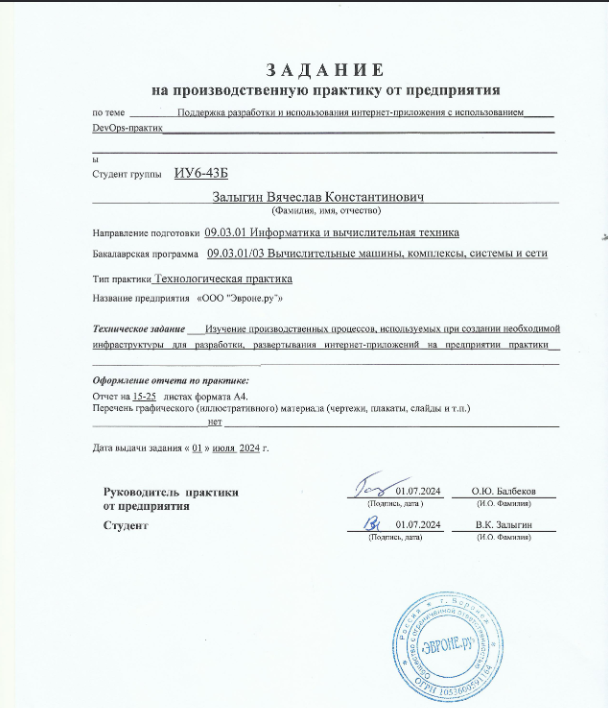 ЗАДАНИЕ
на производственную практику от предприятия
по теме Поддержка разработки и использования интернет-приложения с использованием
DevOps-практик
ы
Студент группы ИУ6-43Б
Залыгин Вячеслав Константинович
(Фамилия, имя, отчество)
Направление подготовки 09.03.01 Информатика и вычислительная техника
Бакалаврская программа 09.03.01/03 Вычислительные машины, комплексы, системы и сети
Тип практики Технологическая практика
Название предприятия «ООО "Эвроне.ру"»
Техническое задание Изучение производственных процессов, используемых при создании необходимой
инфраструктуры для разработки, развертывания интернет-приложений на предприятии практики
Оформление отчета по практике:
Отчет на 15-25 листах формата А4.
Перечень графического (иллюстративного) материала (чертежи, плакаты, слайды и т.п.)
нет
Дата выдачи задания « 01 » июля 2024 г.
Руководитель практики
от предприятия
01.07.2024 О.Ю. Балбеков
(Подпись, дата ) (И.О. Фамилия)
Студент 01.07.2024 В.К. Залыгин
(Подпись, дата) (И.О. Фамилия)
Россия г. Воронеж
Общество с ограниченной ответственностью
«ЭВРОНЕ.РУ»
ОГРН